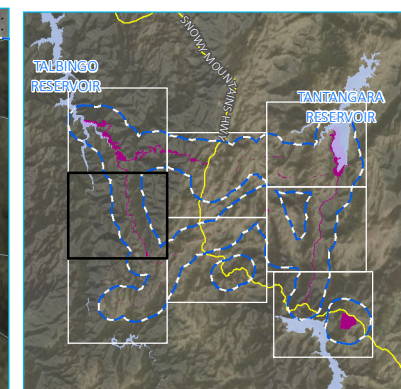 SNOWY MOUNTAINS HWY
TALBINGO
RESERVOIR
TANTANGARA
RESERVOIR